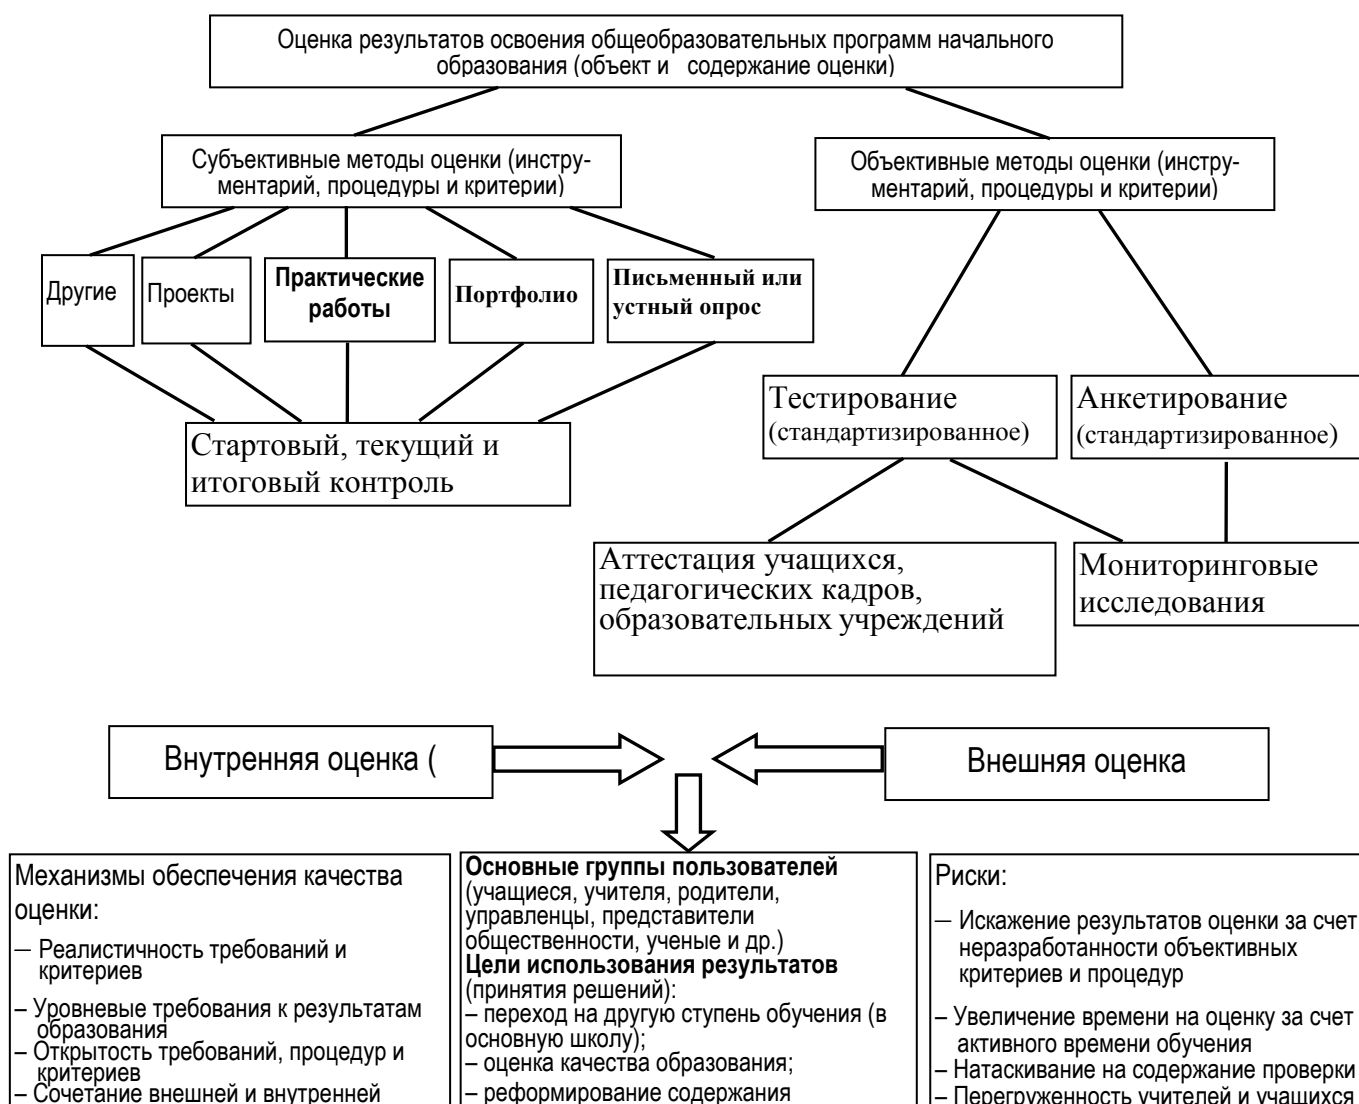 Оценка результатов освоения общеобразовательных программ начального
образования (объект и содержание оценки)
Субъективные методы оценки (инстру-
ментарий, процедуры и критерии)
Объективные методы оценки (инстру-
ментарий, процедуры и критерии)
Другие
Проекты
Практические
работы
Портфолио
Письменный или
устный опрос
Тестирование
(стандартизированное)
Анкетирование
(стандартизированное)
Стартовый, текущий и
итоговый контроль
Аттестация учащихся,
педагогических кадров,
образовательных учреждений
Мониторинговые
исследования
Внутренняя оценка (
Внешняя оценка
Механизмы обеспечения качества
оценки:
– Реалистичность требований и
критериев
– Уровневые требования к результатам
образования
– Открытость требований, процедур и
критериев
– Сочетание внешней и внутренней
Основные группы пользователей
(учащиеся, учителя, родители,
управленцы, представители
общественности, ученые и др.)
Цели использования результатов
(принятия решений):
– переход на другую ступень обучения (в
основную школу);
– оценка качества образования;
– реформирование содержания
Риски:
– Искажение результатов оценки за счет
неразработанности объективных
критериев и процедур
– Увеличение времени на оценку за счет
активного времени обучения
– Натаскивание на содержание проверки
– Перегруженность учителей и учащихся